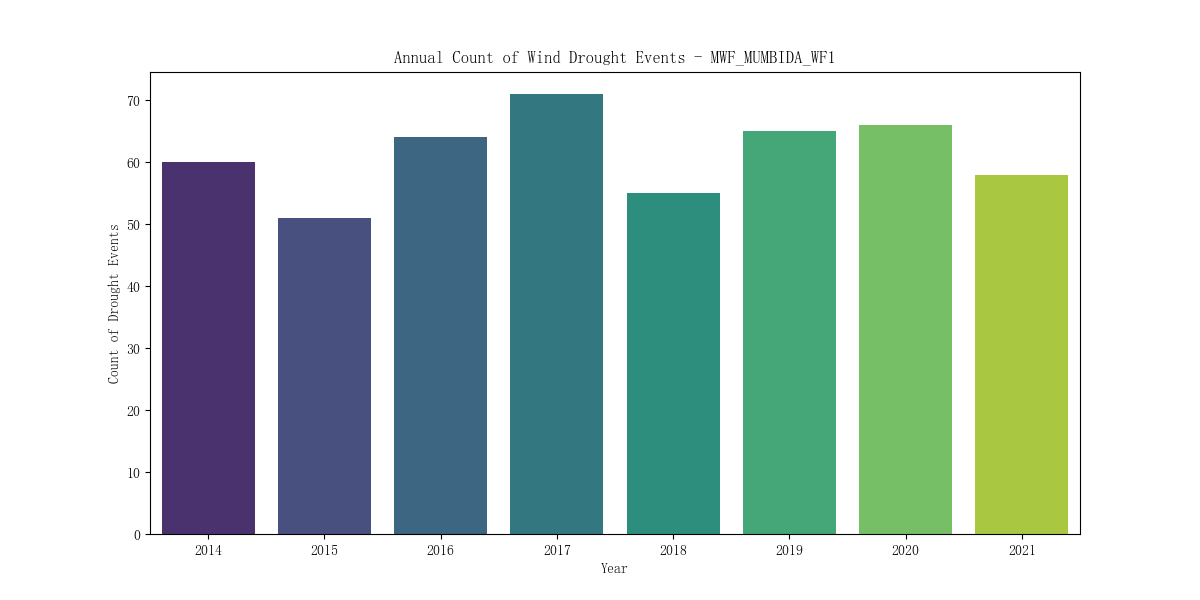 Annual Count of Wind Drought Events - MWF_MUMBIDA_WF1
Count of Drought Events
70
60
50
40
30
20
10
0
2014 2015 2016 2017 2018 2019 2020 2021
Year